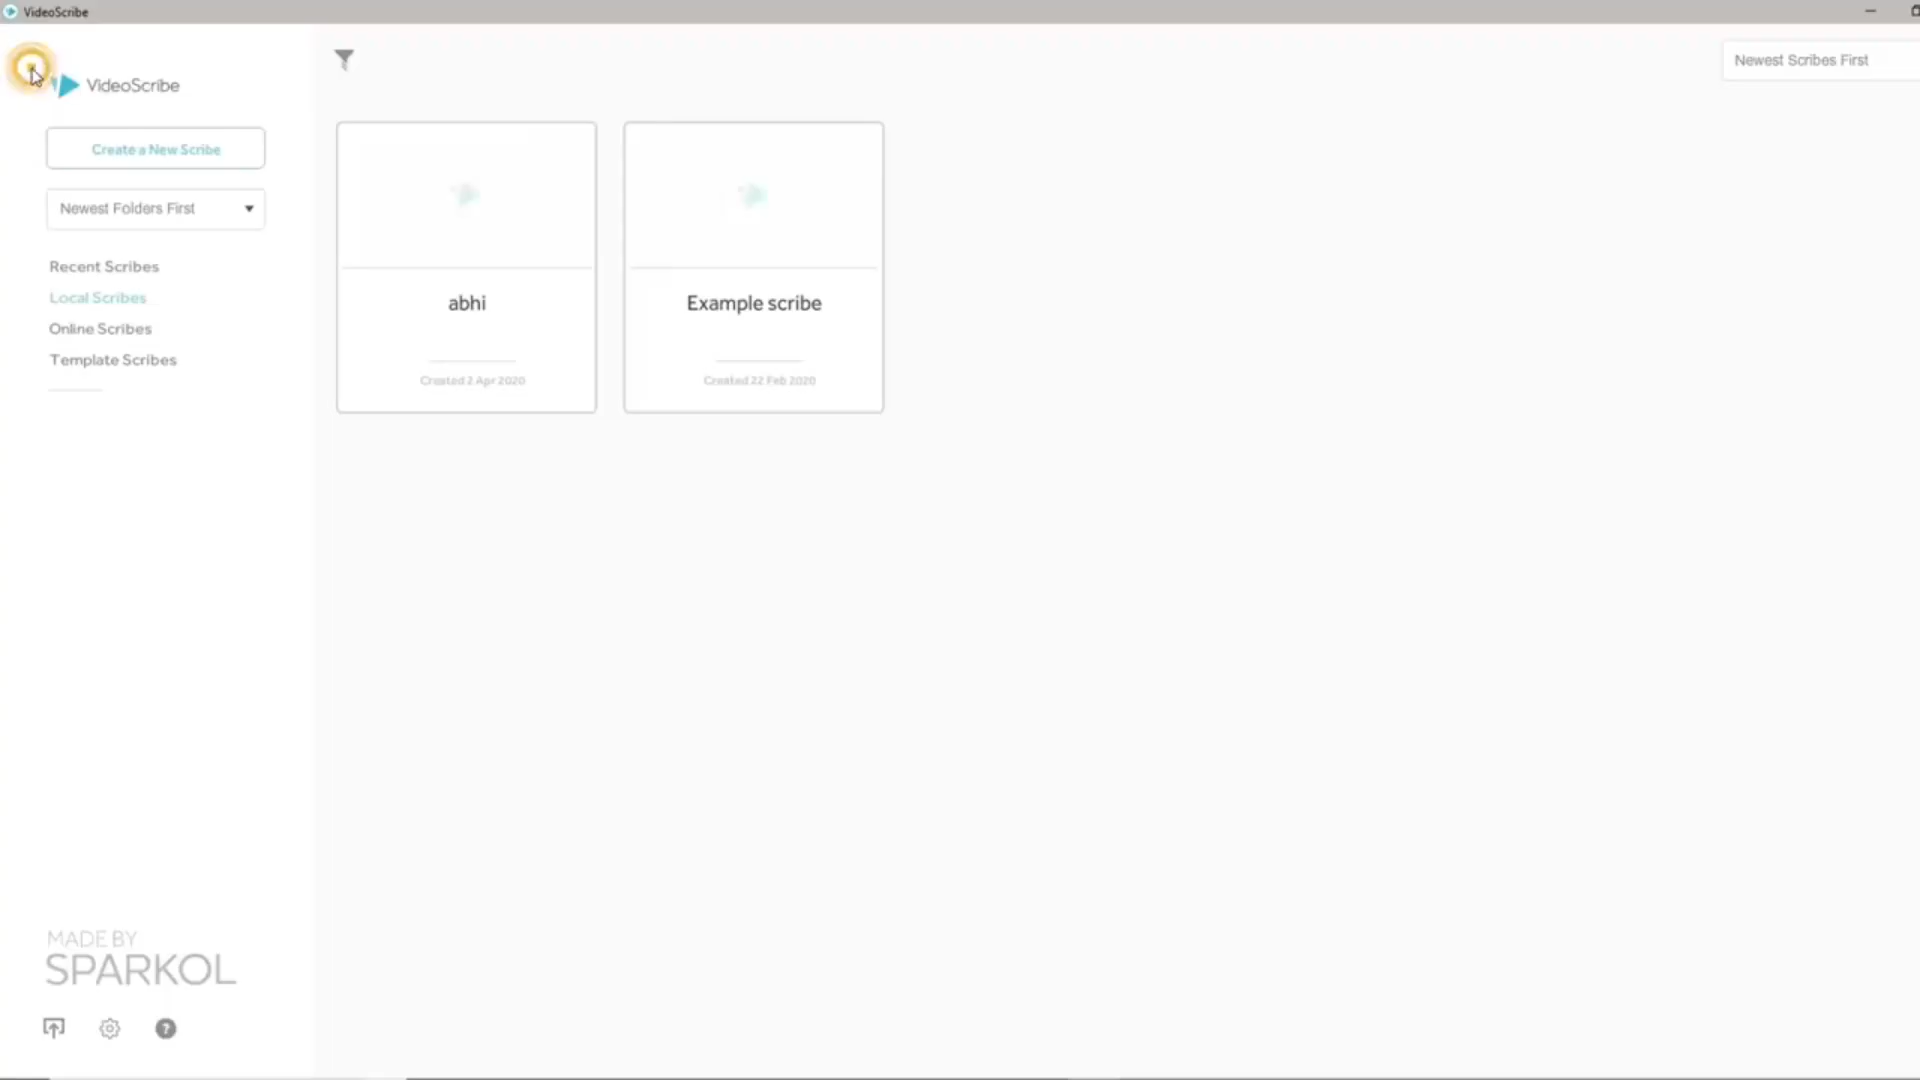 VideoScribe
VideoScribe
Create a New Scribe
Newest Folders First
Recent Scribes
Local Scribes
Online Scribes
Template Scribes
MADE BY
SPARKOL
?
Newest Scribes First
abhi
Created 2 Apr 2020
Example scribe
Created 22 Feb 2020